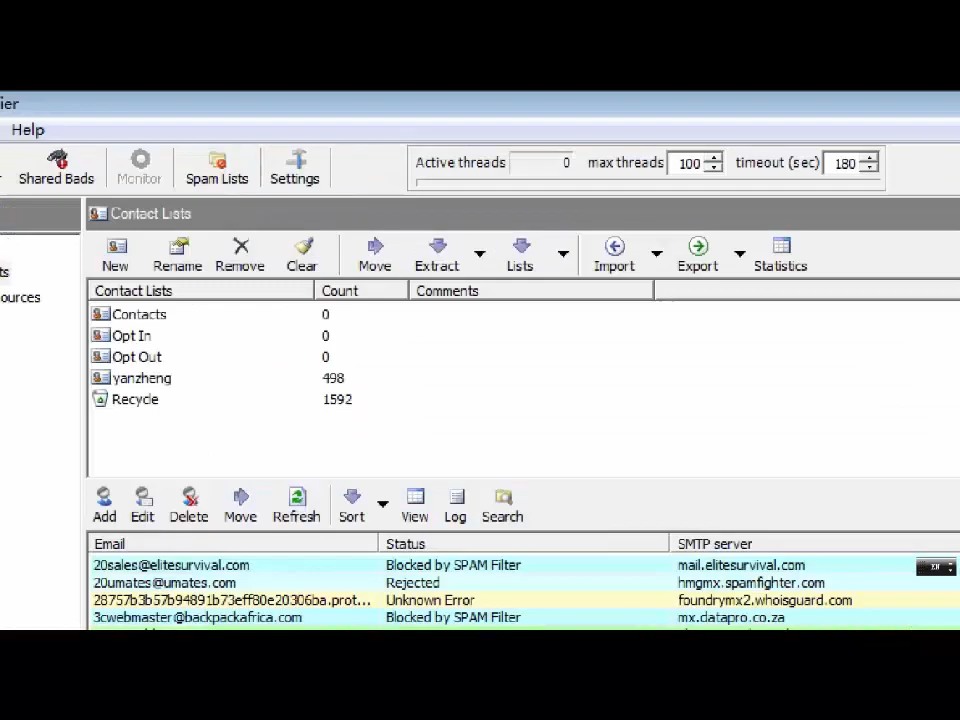 ier
Help
Shared Bads Monitor Spam Lists Settings Active threads 0 max threads 100 timeout (sec) 180
Contact Lists
New Rename Remove Clear Move Extract Lists Import Export Statistics
ts
ources
Contact Lists Count Comments
Contacts 0
Opt In 0
Opt Out 0
yanzheng 498
Recycle 1592
Add Edit Delete Move Refresh Sort View Log Search
Email Status SMTP server
20sales@elitesurvival.com Blocked by SPAM Filter mail.elitesurvival.com
20umates@umates.com Rejected hmgmx.spamfighter.com
28757b3b57b94891b73eff80e20306ba.prot... Unknown Error foundrymx2.whoisguard.com
3cwebmaster@backpackafrica.com Blocked by SPAM Filter mx.datapro.co.za